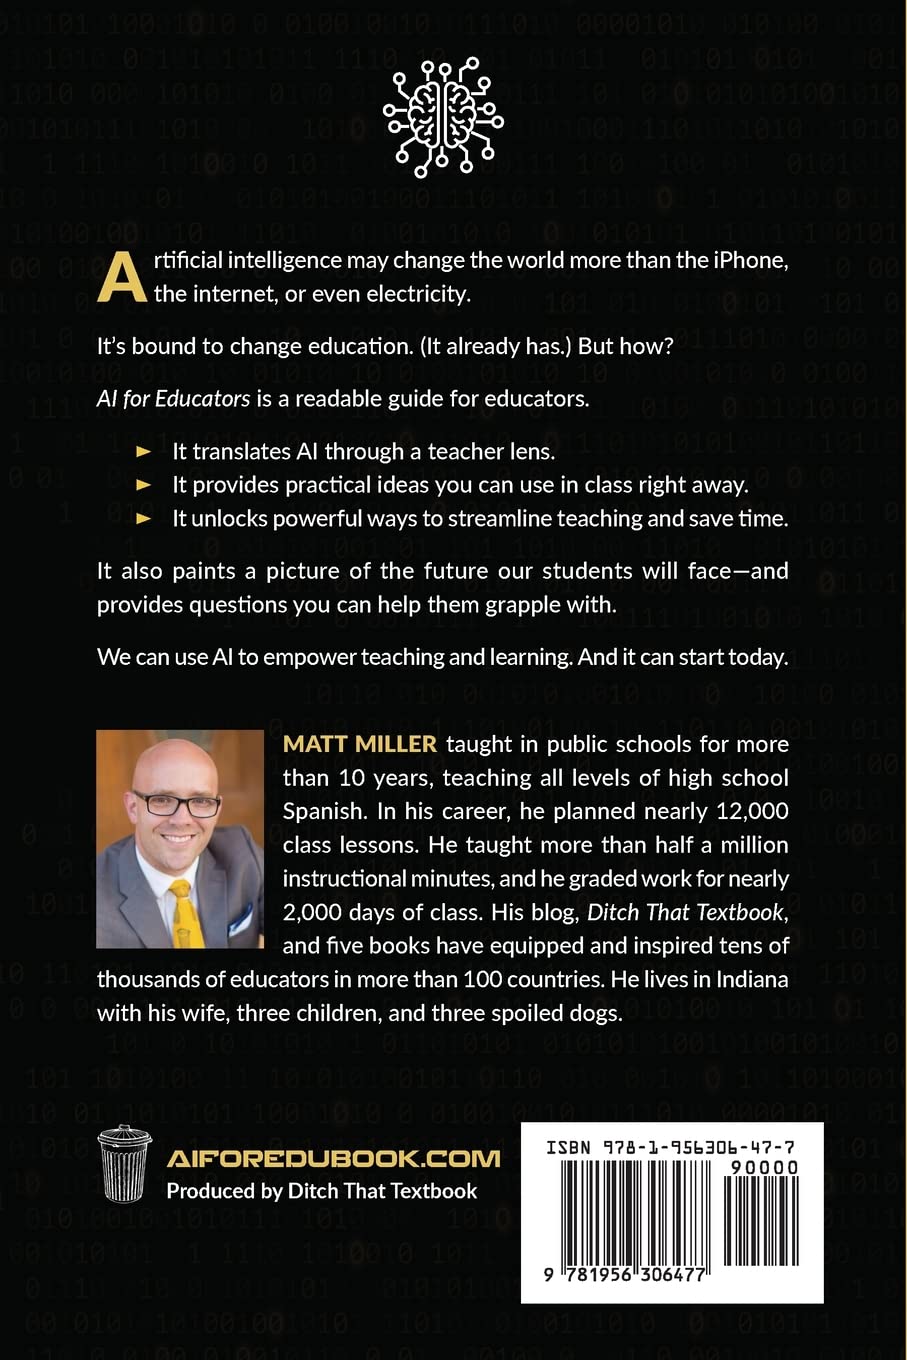 Artificial intelligence may change the world more than the iPhone,
the internet, or even electricity.
It's bound to change education. (It already has.) But how?
AI for Educators is a readable guide for educators.
► It translates AI through a teacher lens.
► It provides practical ideas you can use in class right away.
► It unlocks powerful ways to streamline teaching and save time.
It also paints a picture of the future our students will face—and
provides questions you can help them grapple with.
We can use AI to empower teaching and learning. And it can start today.
MATT MILLER taught in public schools for more
than 10 years, teaching all levels of high school
Spanish. In his career, he planned nearly 12,000
class lessons. He taught more than half a million
instructional minutes, and he graded work for nearly
2,000 days of class. His blog, Ditch That Textbook,
and five books have equipped and inspired tens of
thousands of educators in more than 100 countries. He lives in Indiana
with his wife, three children, and three spoiled dogs.
AIFOREDUBOOK.COM
Produced by Ditch That Textbook
ISBN 978-1-956306-47-7
90000
9 781956 306477